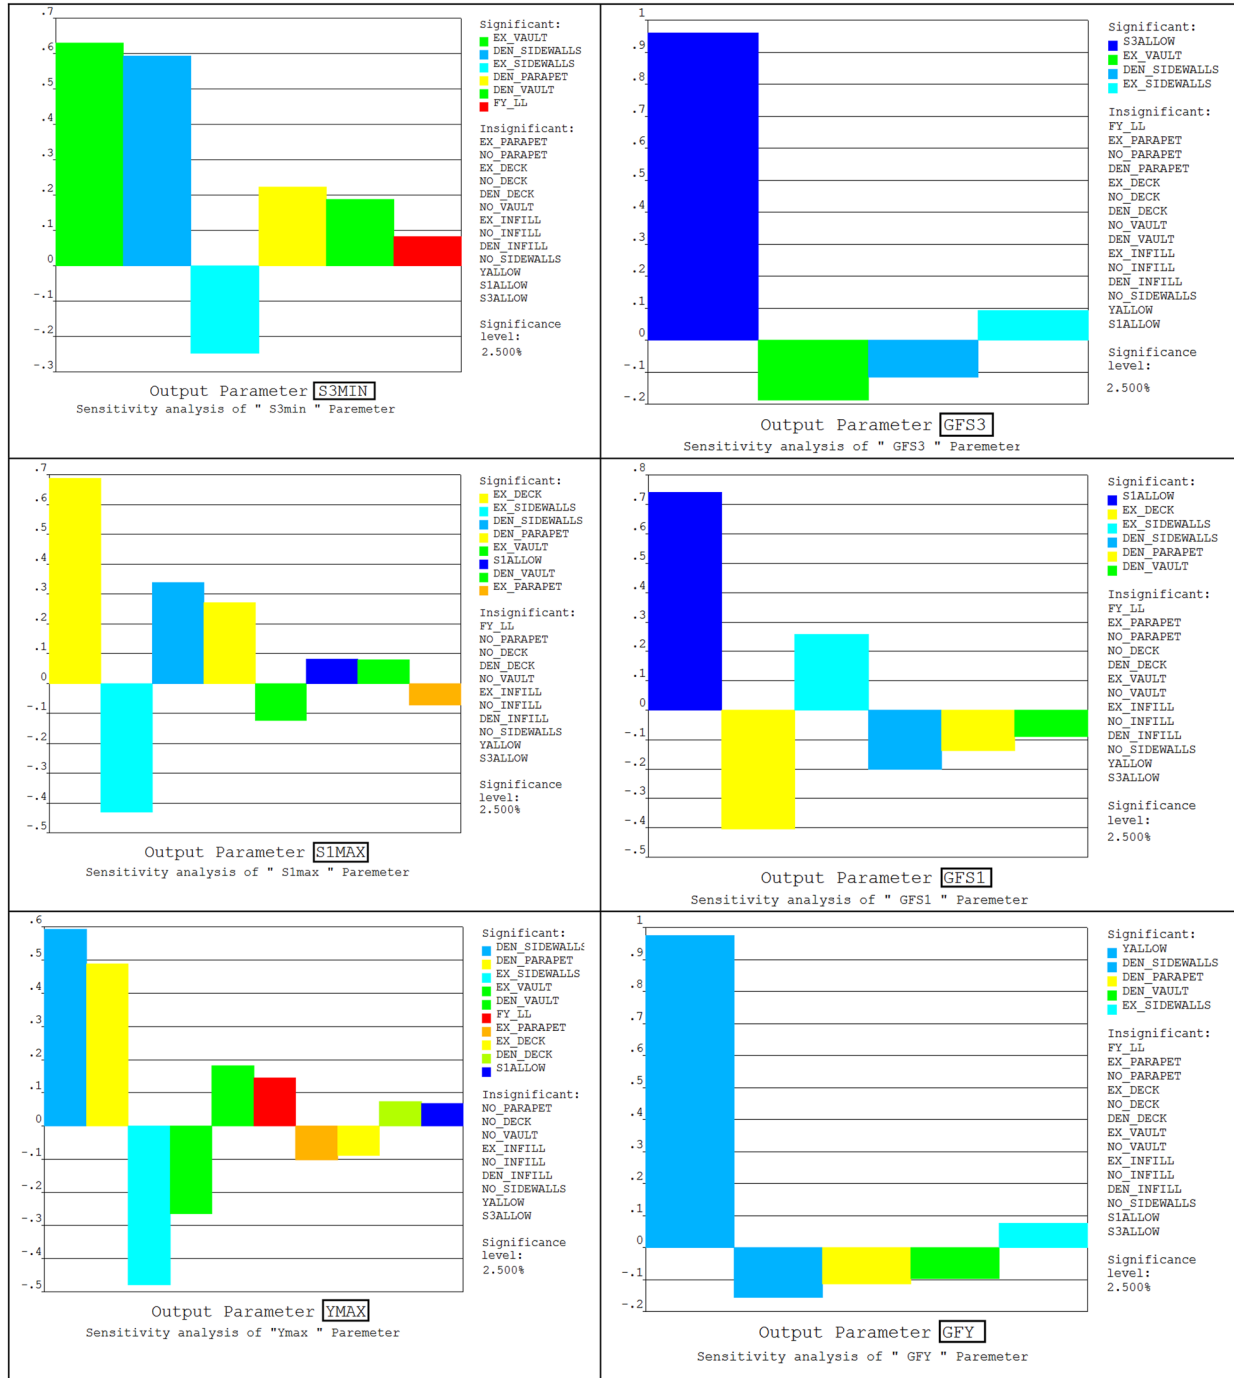 .7
.6
.5
.4
.3
.2
.1
0
-.1
-.2
-.3
Significant:
EX_VAULT
DEN_SIDEWALLS
EX_SIDEWALLS
DEN_PARAPET
DEN_VAULT
FY_LL
Insignificant:
EX_PARAPET
NO_PARAPET
EX_DECK
NO_DECK
DEN_DECK
NO_VAULT
EX_INFILL
NO_INFILL
DEN_INFILL
NO_SIDEWALLS
YALLOW
S1ALLOW
S3ALLOW
Significance
level:
2.500%
Output Parameter S3MIN
Sensitivity analysis of " S3min " Paremeter
1
.9
.8
.7
.6
.5
.4
.3
.2
.1
0
-.1
-.2
Significant:
S3ALLOW
EX_VAULT
DEN_SIDEWALLS
EX_SIDEWALLS
Insignificant:
FY_LL
EX_PARAPET
NO_PARAPET
DEN_PARAPET
EX_DECK
NO_DECK
DEN_DECK
NO_VAULT
DEN_VAULT
EX_INFILL
NO_INFILL
DEN_INFILL
NO_SIDEWALLS
YALLOW
S1ALLOW
Significance
level:
2.500%
Output Parameter GFS3
Sensitivity analysis of " GFS3 " Paremeter
.7
.6
.5
.4
.3
.2
.1
0
-.1
-.2
-.3
-.4
-.5
Significant:
EX_DECK
EX_SIDEWALLS
DEN_SIDEWALLS
DEN_PARAPET
EX_VAULT
S1ALLOW
DEN_VAULT
EX_PARAPET
Insignificant:
FY_LL
NO_PARAPET
NO_DECK
DEN_DECK
NO_VAULT
EX_INFILL
NO_INFILL
DEN_INFILL
NO_SIDEWALLS
YALLOW
S3ALLOW
Significance
level:
2.500%
Output Parameter S1MAX
Sensitivity analysis of " S1max " Paremeter
.8
.7
.6
.5
.4
.3
.2
.1
0
-.1
-.2
-.3
-.4
-.5
Significant:
S1ALLOW
EX_DECK
EX_SIDEWALLS
DEN_SIDEWALLS
DEN_PARAPET
DEN_VAULT
Insignificant:
FY_LL
EX_PARAPET
NO_PARAPET
NO_DECK
DEN_DECK
EX_VAULT
NO_VAULT
EX_INFILL
NO_INFILL
DEN_INFILL
NO_SIDEWALLS
YALLOW
S3ALLOW
Significance
level:
2.500%
Output Parameter GFS1
Sensitivity analysis of " GFS1 " Paremeter
.6
.5
.4
.3
.2
.1
0
-.1
-.2
-.3
-.4
-.5
Significant:
DEN_SIDEWALLS
DEN_PARAPET
EX_SIDEWALLS
EX_VAULT
DEN_VAULT
FY_LL
EX_PARAPET
EX_DECK
DEN_DECK
S1ALLOW
Insignificant:
NO_PARAPET
NO_DECK
NO_VAULT
EX_INFILL
NO_INFILL
DEN_INFILL
NO_SIDEWALLS
YALLOW
S3ALLOW
Significance
level:
2.500%
Output Parameter YMAX
Sensitivity analysis of "Ymax " Paremeter
1
.9
.8
.7
.6
.5
.4
.3
.2
.1
0
-.1
-.2
Significant:
YALLOW
DEN_SIDEWALLS
DEN_PARAPET
DEN_VAULT
EX_SIDEWALLS
Insignificant:
FY_LL
EX_PARAPET
NO_PARAPET
EX_DECK
NO_DECK
DEN_DECK
EX_VAULT
NO_VAULT
EX_INFILL
NO_INFILL
DEN_INFILL
NO_SIDEWALLS
S1ALLOW
S3ALLOW
Significance
level:
2.500%
Output Parameter GFY
Sensitivity analysis of " GFY " Paremeter